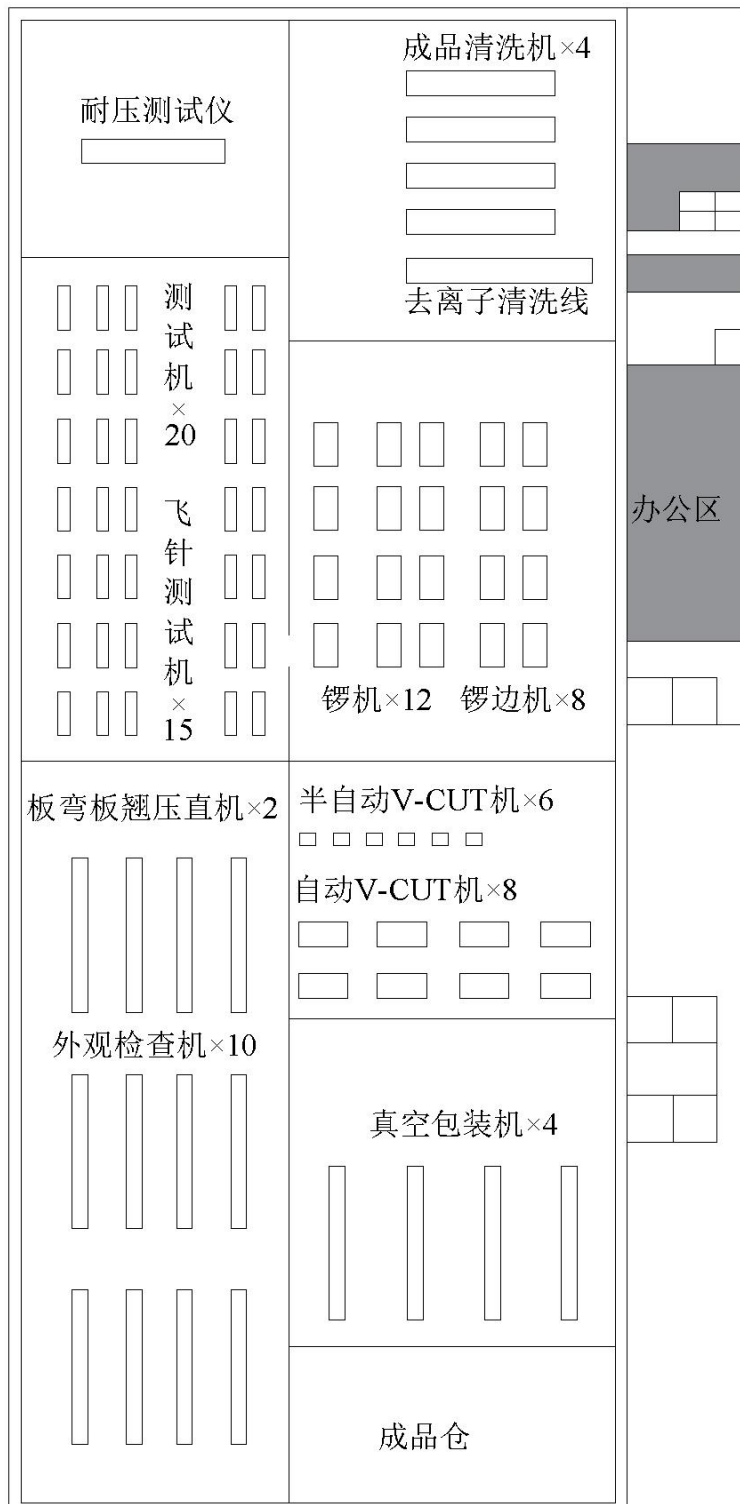 成品清洗机×4
耐压测试仪
去离子清洗线
测试机×20
飞针测试机×15
办公区
锣机×12
锣边机×8
板弯板翘压直机×2
半自动V-CUT机×6
自动V-CUT机×8
外观检查机×10
真空包装机×4
成品仓